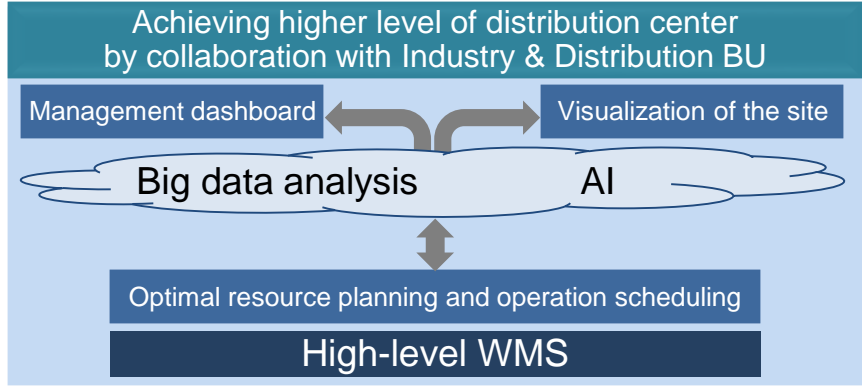 Achieving higher level of distribution center
by collaboration with Industry & Distribution BU
Management dashboard
Visualization of the site
Big data analysis
AI
Optimal resource planning and operation scheduling
High-level WMS